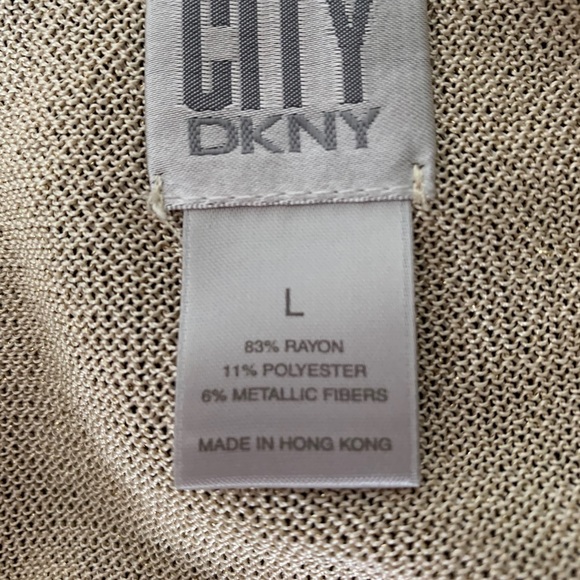 CITY
DKNY
L
83% RAYON
11% POLYESTER
6% METALLIC FIBERS
MADE IN HONG KONG